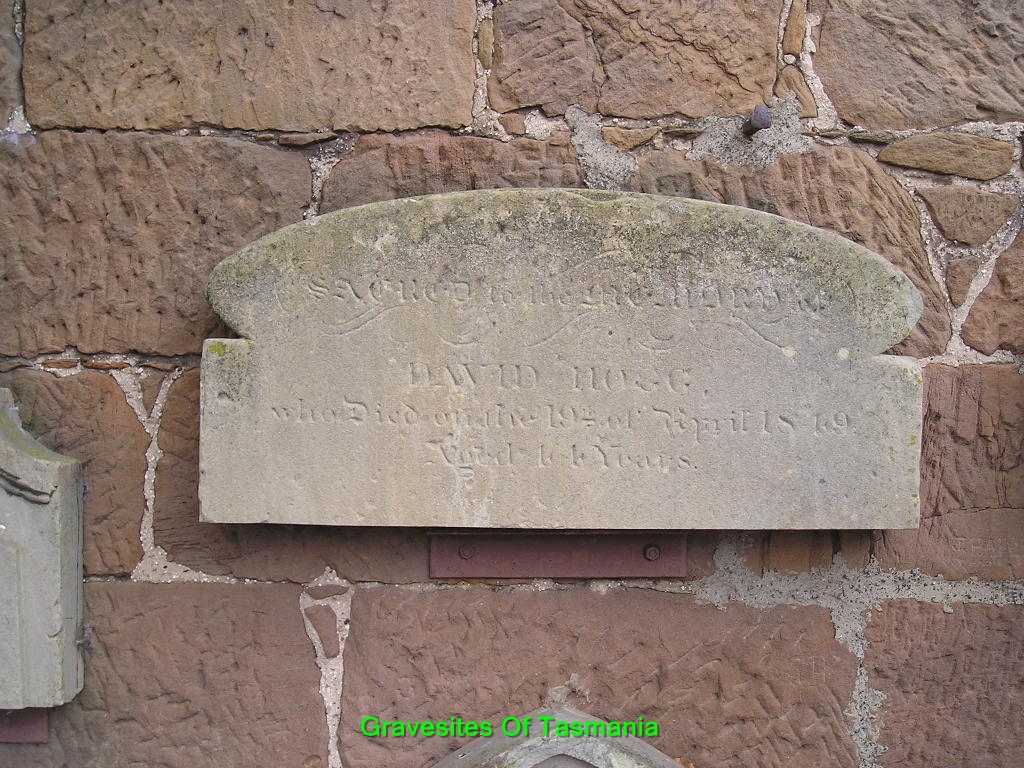 SACRED to the MEMORY of
DAVID HOGG,
who Died on the 19th of April 1849
Aged 44 Years.
Gravesites Of Tasmania